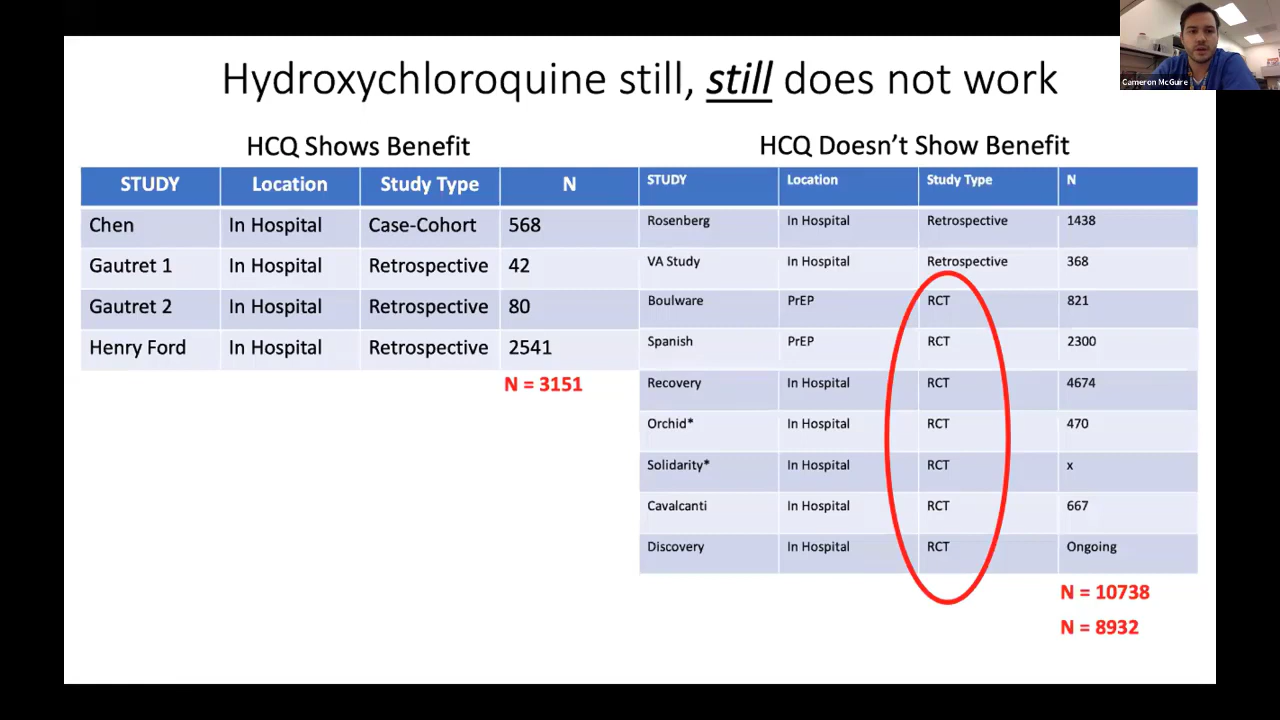 Cameron McGuire
Hydroxychloroquine still, still does not work
HCQ Shows Benefit
STUDY Location Study Type N
Chen In Hospital Case-Cohort 568
Gautret 1 In Hospital Retrospective 42
Gautret 2 In Hospital Retrospective 80
Henry Ford In Hospital Retrospective 2541
N = 3151
HCQ Doesn't Show Benefit
STUDY Location Study Type N
Rosenberg In Hospital Retrospective 1438
VA Study In Hospital Retrospective 368
Boulware PrEP RCT 821
Spanish PrEP RCT 2300
Recovery In Hospital RCT 4674
Orchid* In Hospital RCT 470
Solidarity* In Hospital RCT x
Cavalcanti In Hospital RCT 667
Discovery In Hospital RCT Ongoing
N = 10738
N = 8932